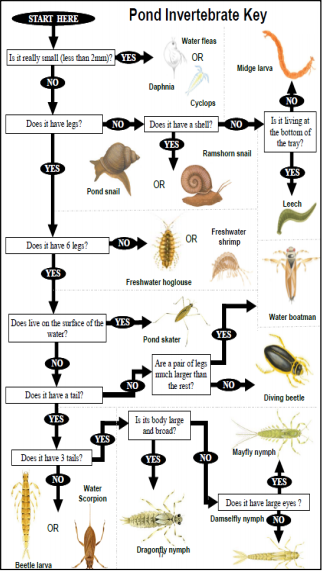 Pond Invertebrate Key
START HERE
Is it really small (less than 2mm)?
YES
Water fleas
OR
Daphnia
Cyclops
NO
Midge larva
NO
Does it have legs?
NO
Does it have a shell?
NO
Is it living at
the bottom of
the tray?
YES
YES
YES
Pond snail
OR
Ramshorn snail
Leech
Does it have 6 legs?
NO
OR
Freshwater
shrimp
Freshwater hoglouse
YES
Water boatman
Does live on the surface of the
water?
YES
Pond skater
YES
NO
Are a pair of legs
much larger than
the rest?
Does it have a tail?
NO
NO
Diving beetle
YES
YES
Is its body large
and broad?
NO
Mayfly nymph
Does it have 3 tails?
YES
YES
NO
Water
Scorpion
Does it have large eyes ?
OR
Damselfly nymph
NO
Beetle larva
Dragonfly nymph